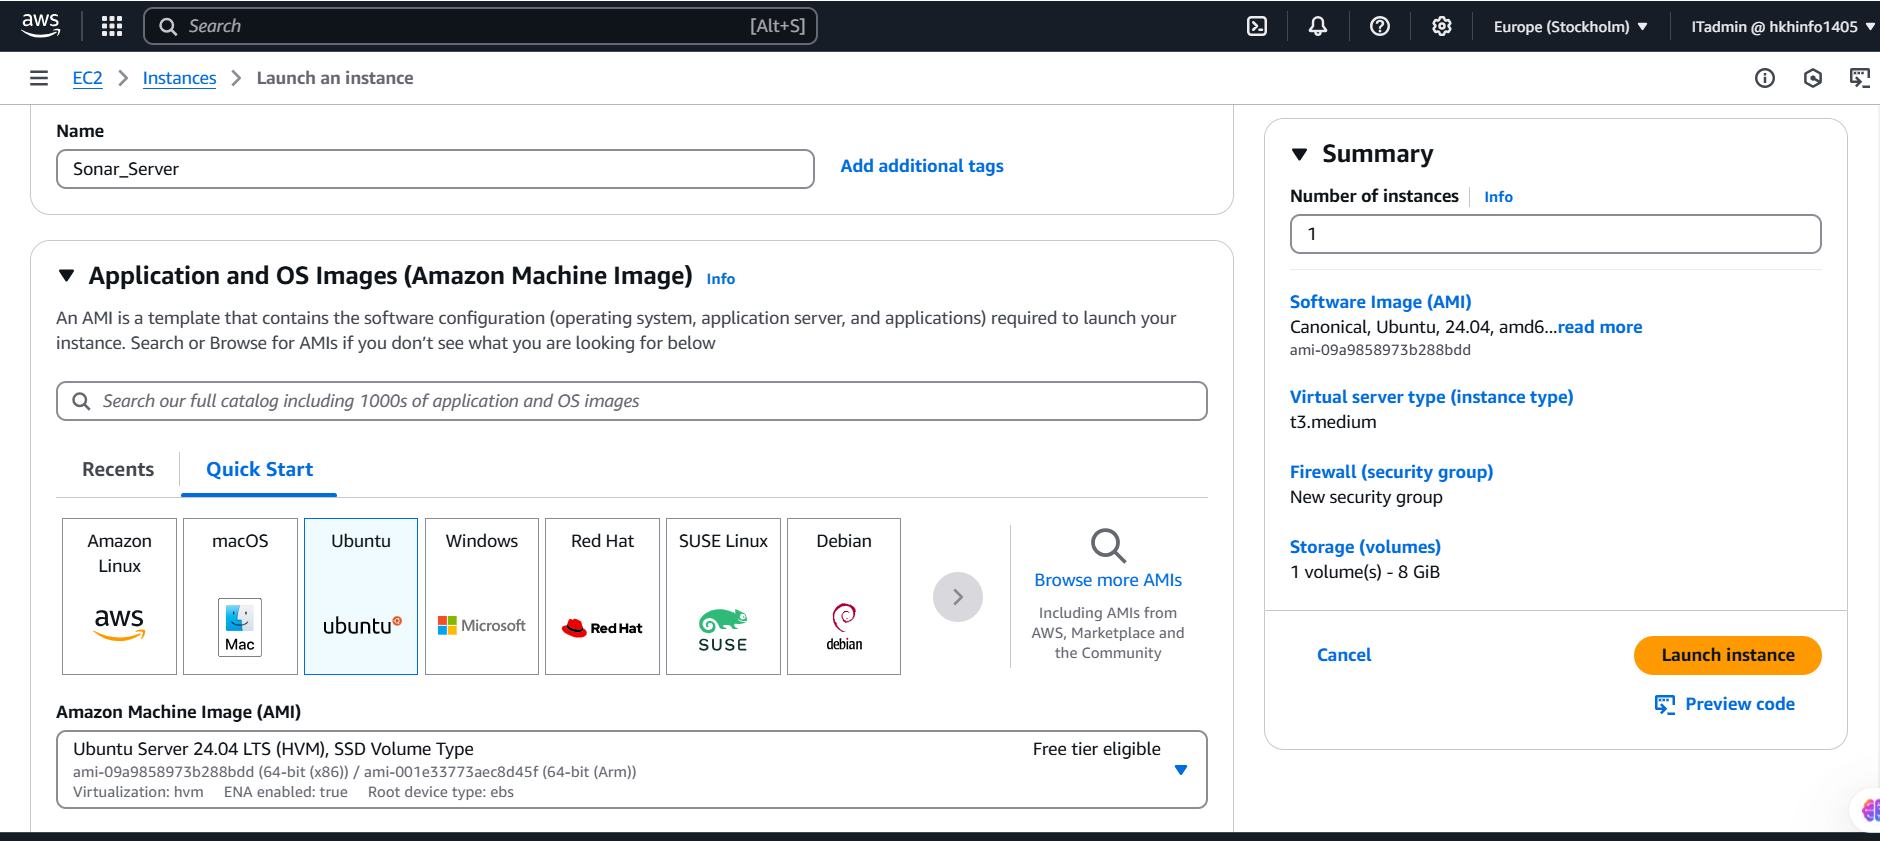 aws
Search [Alt+S]
Europe (Stockholm)
ITadmin @ hkhinfo1405
EC2 Instances Launch an instance
Name
Sonar_Server
Add additional tags
Application and OS Images (Amazon Machine Image) Info
An AMI is a template that contains the software configuration (operating system, application server, and applications) required to launch your
instance. Search or Browse for AMIs if you don’t see what you are looking for below
Search our full catalog including 1000s of application and OS images
Recents
Quick Start
Amazon
Linux
aws
macOS
Mac
Ubuntu
ubuntu
Windows
Microsoft
Red Hat
Red Hat
SUSE Linux
SUSE
Debian
debian
Browse more AMIs
Including AMIs from
AWS, Marketplace and
the Community
Amazon Machine Image (AMI)
Ubuntu Server 24.04 LTS (HVM), SSD Volume Type
Free tier eligible
ami-09a9858973b288bdd (64-bit (x86)) / ami-001e33773aec8d45f (64-bit (Arm))
Virtualization: hvm ENA enabled: true Root device type: ebs
Summary
Number of instances Info
1
Software Image (AMI)
Canonical, Ubuntu, 24.04, amd6...read more
ami-09a9858973b288bdd
Virtual server type (instance type)
t3.medium
Firewall (security group)
New security group
Storage (volumes)
1 volume(s) - 8 GiB
Cancel
Launch instance
Preview code